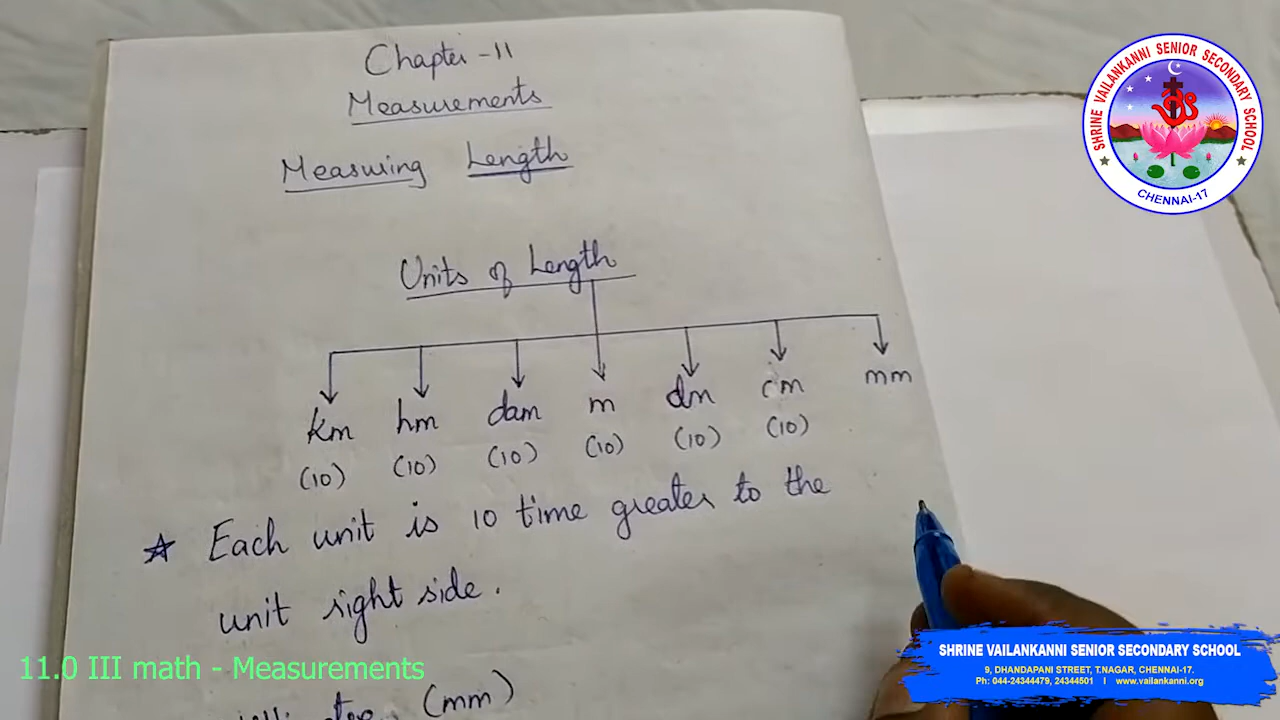 Chapter - 11
Measurements
Measuring Length
Units of Length
km hm dam m dm cm mm
(10) (10) (10) (10) (10) (10)
☆ Each unit is 10 time greater to the
unit right side.
(mm)
SHRINE VAILANKANNI SENIOR SECONDARY SCHOOL
CHENNAI-17
11.0 III math - Measurements
SHRINE VAILANKANNI SENIOR SECONDARY SCHOOL
9, DHANDAPANI STREET, T.NAGAR, CHENNAI-17.
Ph: 044-24344479, 24344501 I www.vailankanni.org